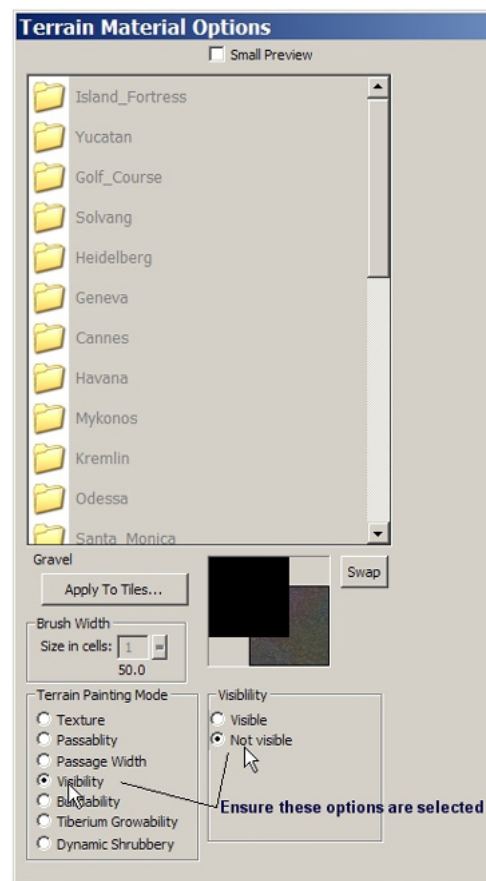 Terrain Material Options
Small Preview
Island_Fortress
Yucatan
Golf_Course
Solvang
Heidelberg
Geneva
Cannes
Havana
Mykonos
Kremlin
Odessa
Santa_Monica
Gravel
Apply To Tiles...
Swap
Brush Width
Size in cells: 1
50.0
Terrain Painting Mode
Texture
Passablity
Passage Width
Visibility
Buildability
Tiberium Growability
Dynamic Shrubbery
Visiblility
Visible
Not visible
Ensure these options are selected